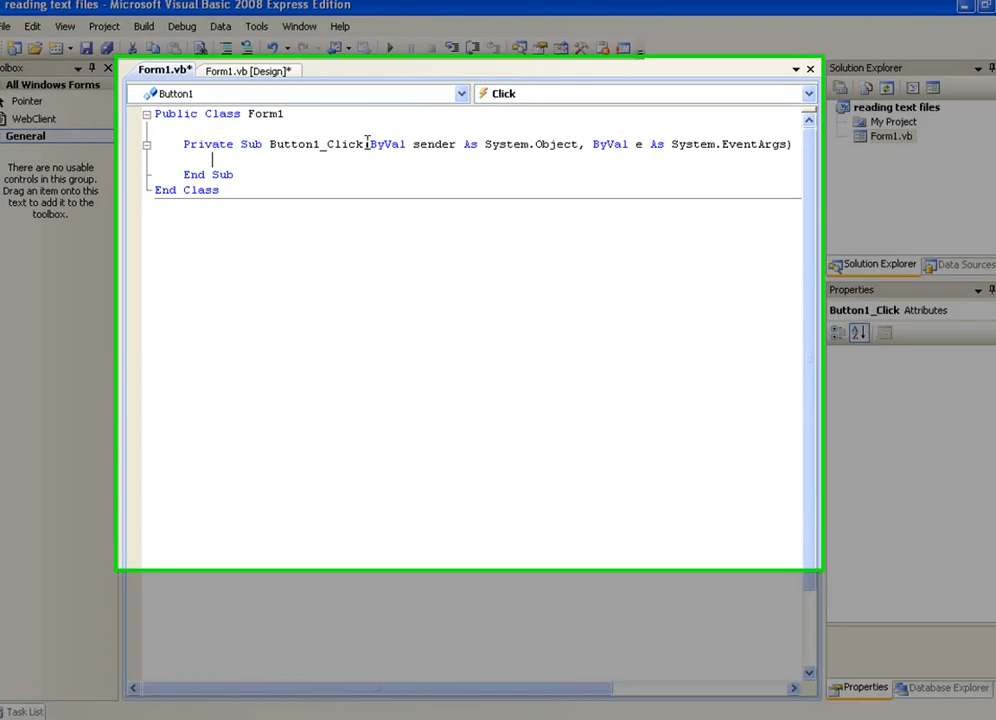 reading text files - Microsoft Visual Basic 2008 Express Edition
File Edit View Project Build Debug Data Tools Window Help
All Windows Forms
Pointer
WebClient
General
There are no usable
controls in this group.
Drag an item onto this
text to add it to the
toolbox.
Form1.vb* Form1.vb [Design]*
Button1 Click
Public Class Form1
Private Sub Button1_Click(ByVal sender As System.Object, ByVal e As System.EventArgs)
End Sub
End Class
Solution Explorer
reading text files
My Project
Form1.vb
Solution Explorer Data Sources
Properties
Button1_Click Attributes
Properties Database Explorer
Task List